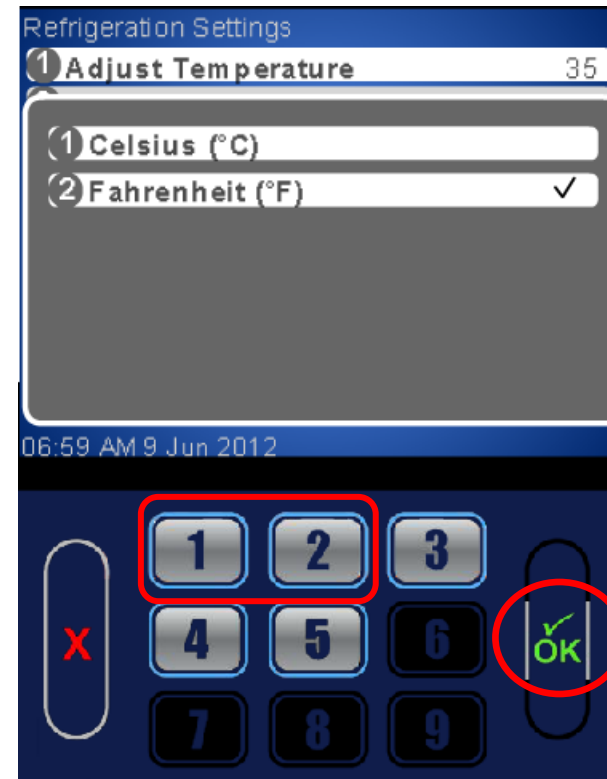 Refrigeration Settings
1 Adjust Temperature 35
1 Celsius (°C)
2 Fahrenheit (°F) ✓
06:59 AM 9 Jun 2012
1 2 3
X 4 5 6 ✓OK
7 8 9